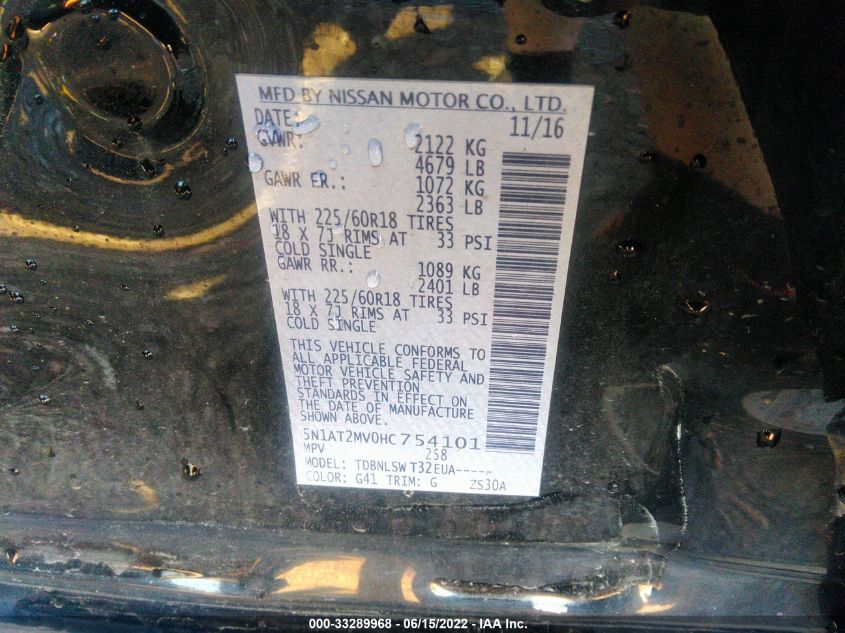 MFD BY NISSAN MOTOR CO., LTD.
DATE: 11/16
GVWR: 2122 KG
4679 LB
GAWR FR.: 1072 KG
2363 LB
WITH 225/60R18 TIRES
18 X 7J RIMS AT 33 PSI
COLD SINGLE
GAWR RR.: 1089 KG
2401 LB
WITH 225/60R18 TIRES
18 X 7J RIMS AT 33 PSI
COLD SINGLE
THIS VEHICLE CONFORMS TO
ALL APPLICABLE FEDERAL
MOTOR VEHICLE SAFETY AND
THEFT PREVENTION
STANDARDS IN EFFECT ON
THE DATE OF MANUFACTURE
SHOWN ABOVE.
5N1AT2MV0HC754101
MPV 258
MODEL: TDBNLSW T32EUA-----
COLOR: G41 TRIM: G ZS30A
000-33289968 - 06/15/2022 - IAA Inc.